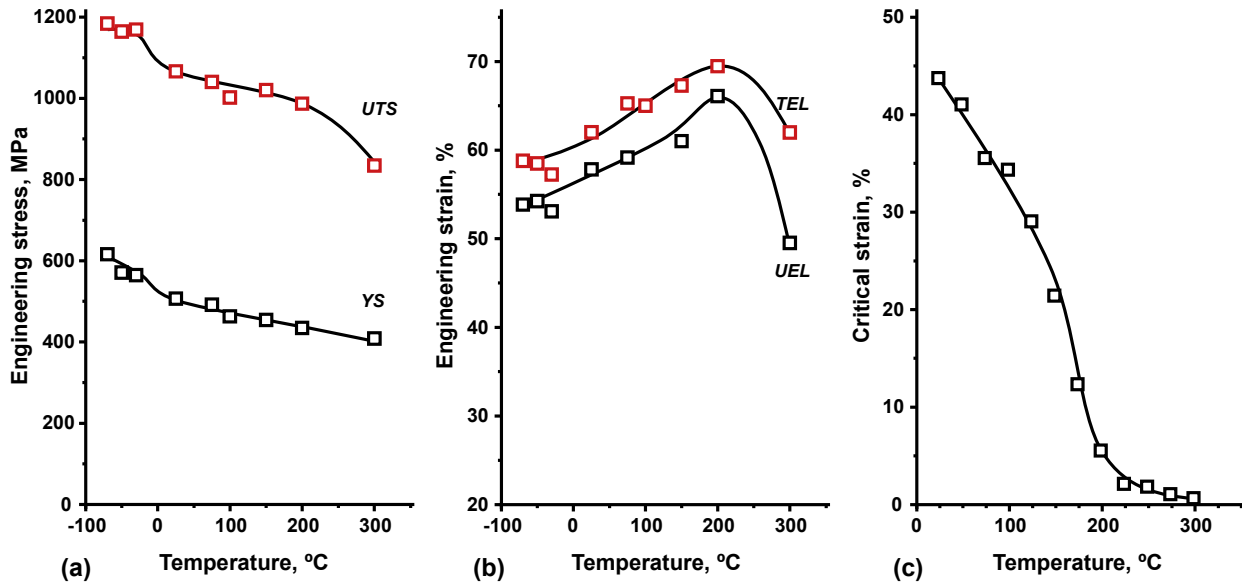 Engineering stress, MPa
1200
1000
800
600
400
200
0
-100
0
100
200
300
UTS
YS
(a)
Temperature, ºC
Engineering strain, %
70
60
50
40
30
20
-100
0
100
200
300
TEL
UEL
(b)
Temperature, ºC
Critical strain, %
50
40
30
20
10
0
0
100
200
300
(c)
Temperature, ºC